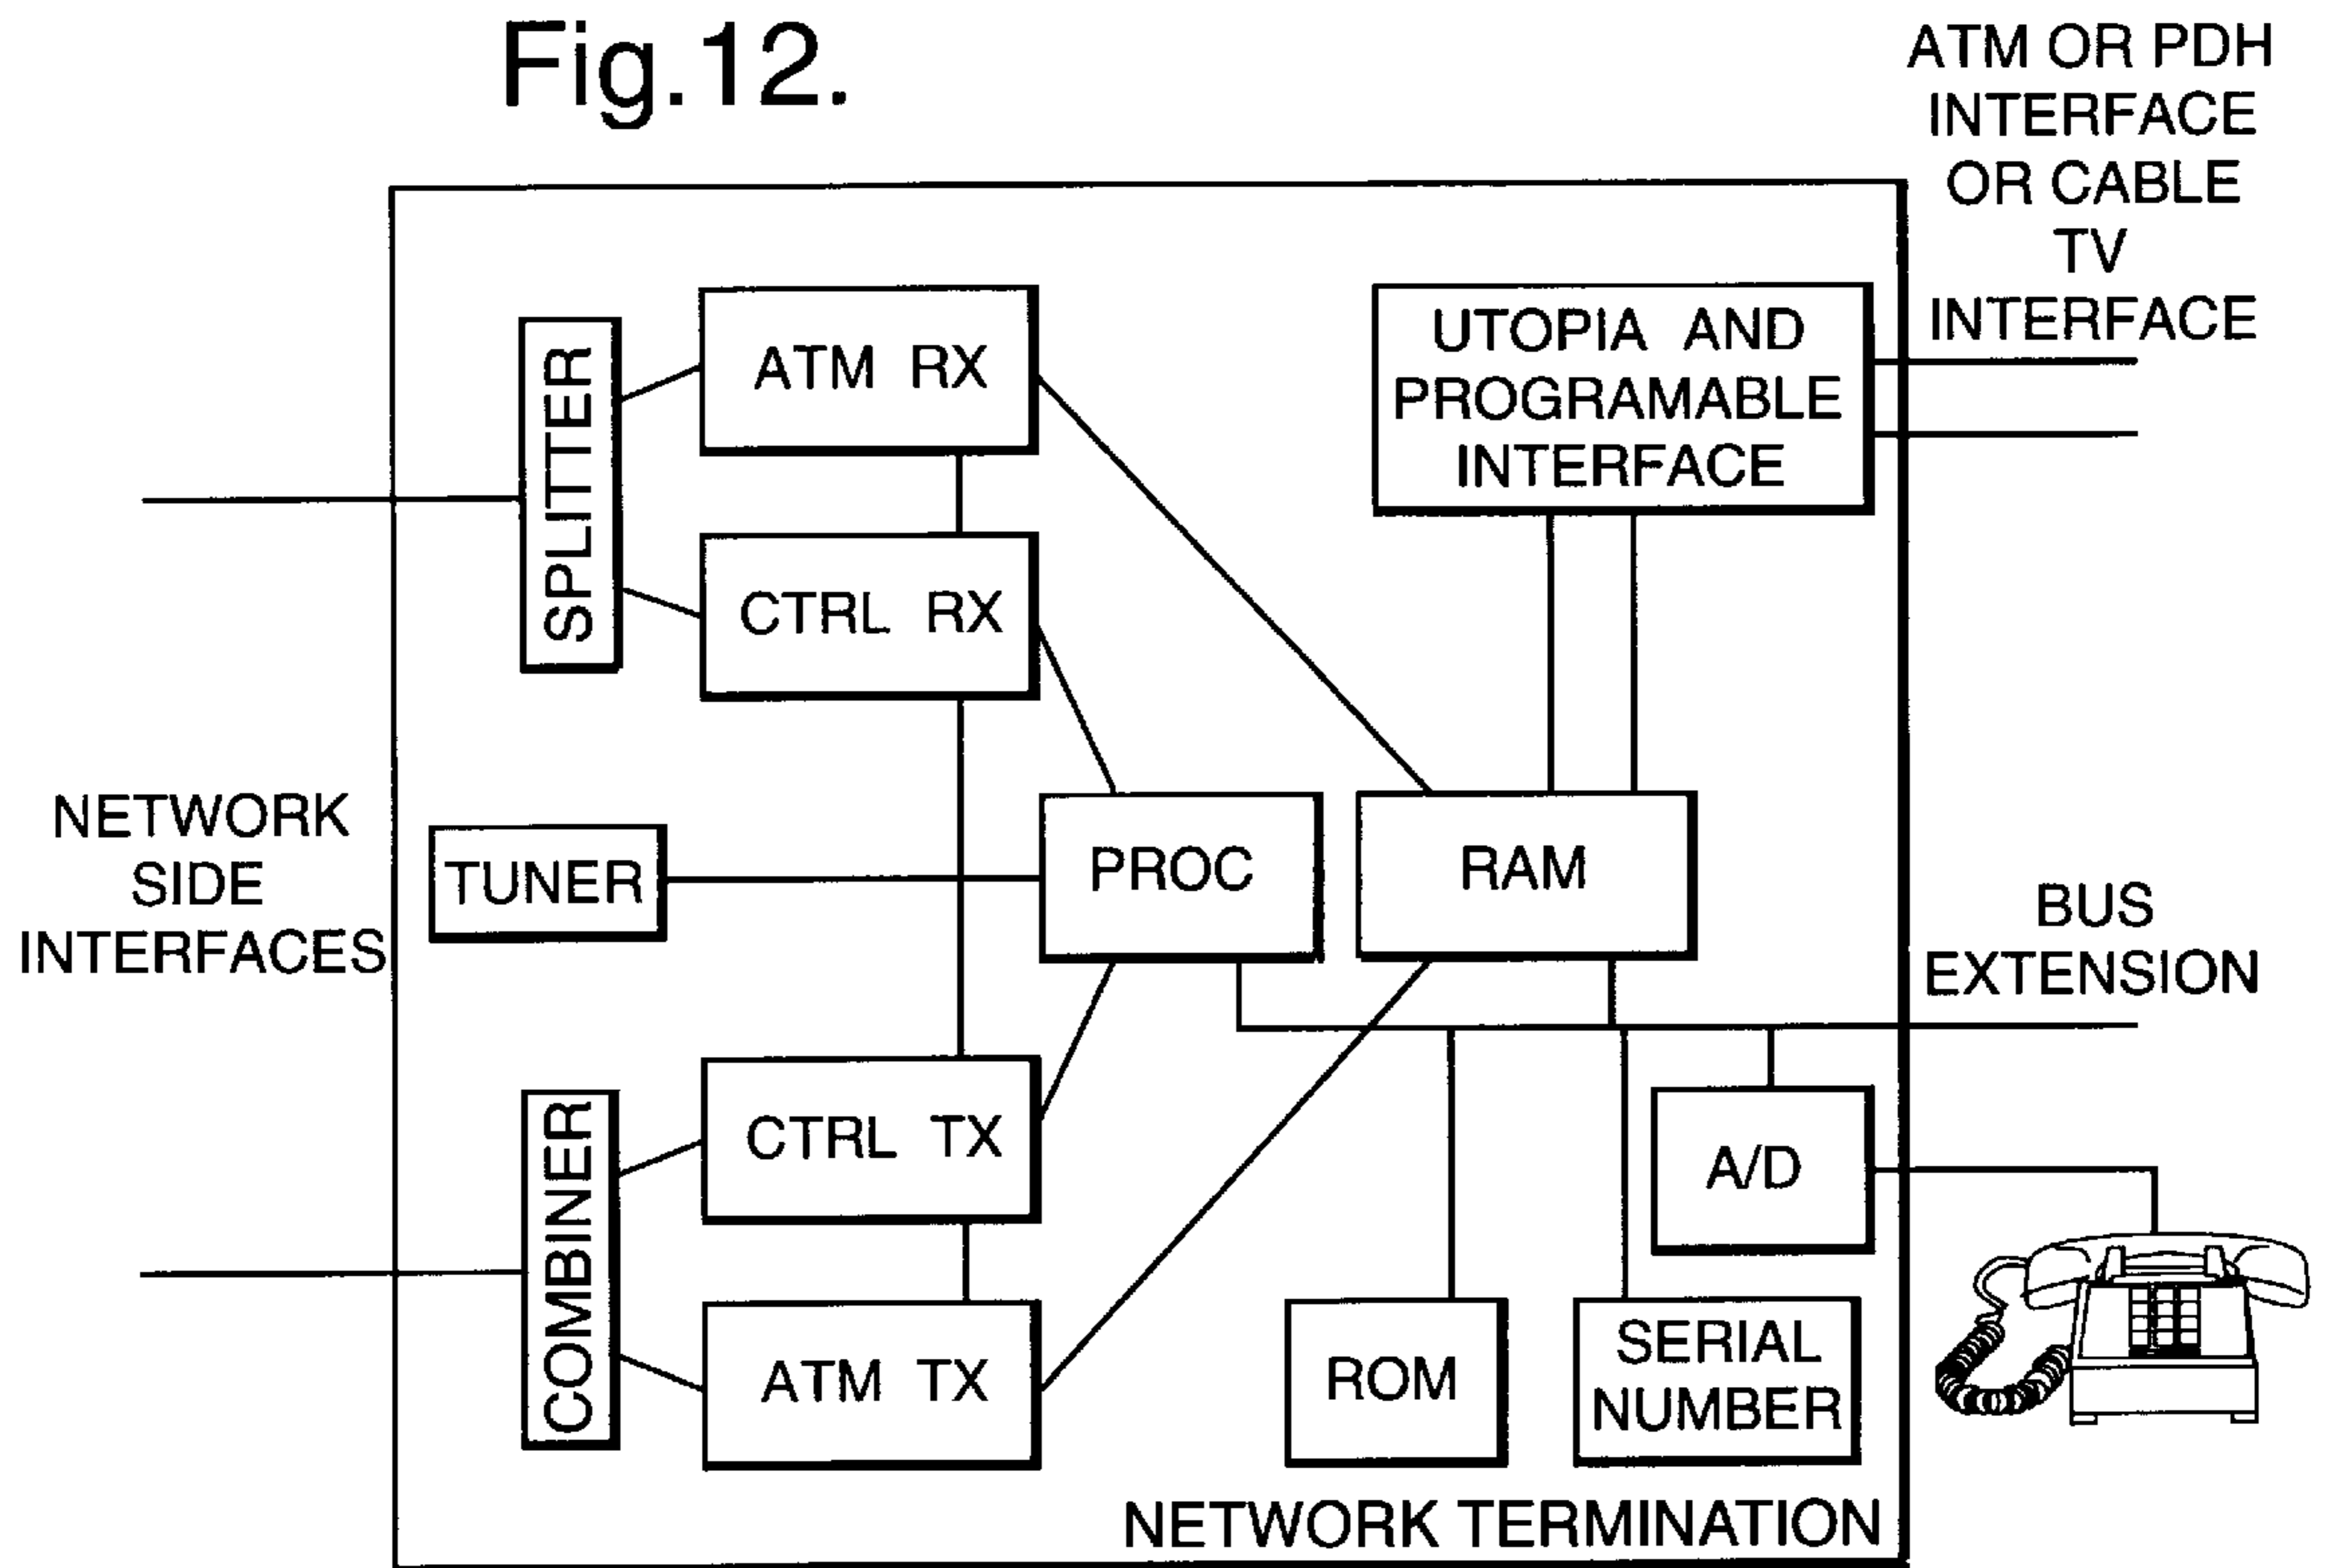 Fig.12.
ATM OR PDH
INTERFACE
OR CABLE
TV
INTERFACE
SPLITTER
ATM RX
UTOPIA AND
PROGRAMABLE
INTERFACE
CTRL RX
NETWORK
SIDE
INTERFACES
TUNER
PROC
RAM
BUS
EXTENSION
COMBINER
CTRL TX
A/D
ATM TX
ROM
SERIAL
NUMBER
NETWORK TERMINATION